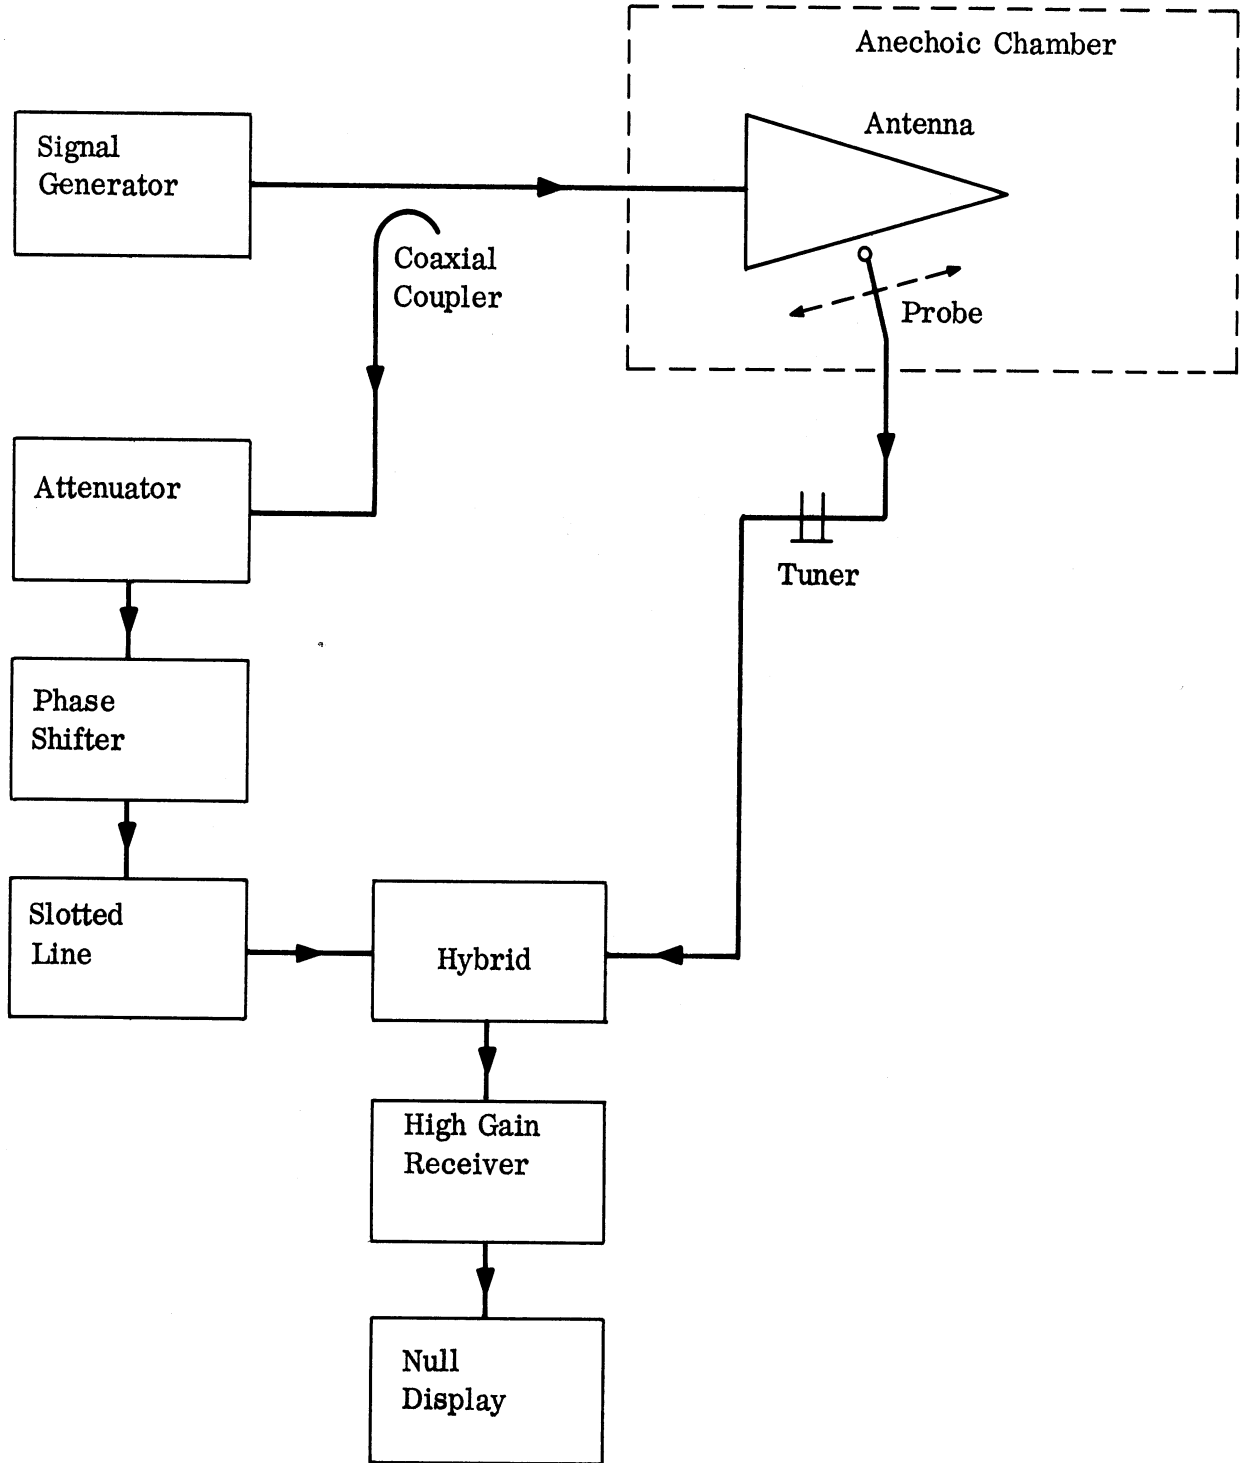 Anechoic Chamber
Antenna
Signal
Generator
Coaxial
Coupler
Probe
Attenuator
Tuner
Phase
Shifter
Slotted
Line
Hybrid
High Gain
Receiver
Null
Display